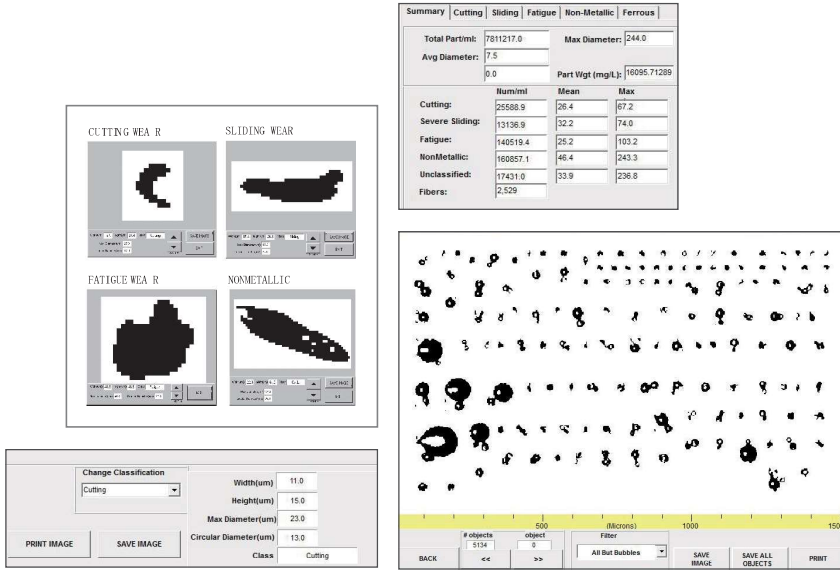 Summary Cutting Sliding Fatigue Non-Metallic Ferrous
Total Part/ml: 7811217.0 Max Diameter: 244.0
Avg Diameter: 7.5
0.0 Part Wgt (mg/L): 16095.71289
Num/ml Mean Max
Cutting: 25588.9 26.4 67.2
Severe Sliding: 13136.9 32.2 74.0
Fatigue: 140519.4 25.2 103.2
NonMetallic: 160857.1 46.4 243.3
Unclassified: 17431.0 33.9 236.8
Fibers: 2,529
CUTTING WEA R SLIDING WEAR
FATIGUE WEA R NONMETALLIC
Change Classification
Cutting
PRINT IMAGE SAVE IMAGE
Width(um) 11.0
Height(um) 15.0
Max Diameter(um) 23.0
Circular Diameter(um) 13.0
Class Cutting
500 (Microns) 1000 150
# objects object Filter
5134 0 All But Bubbles
BACK << >> SAVE IMAGE SAVE ALL OBJECTS PRINT